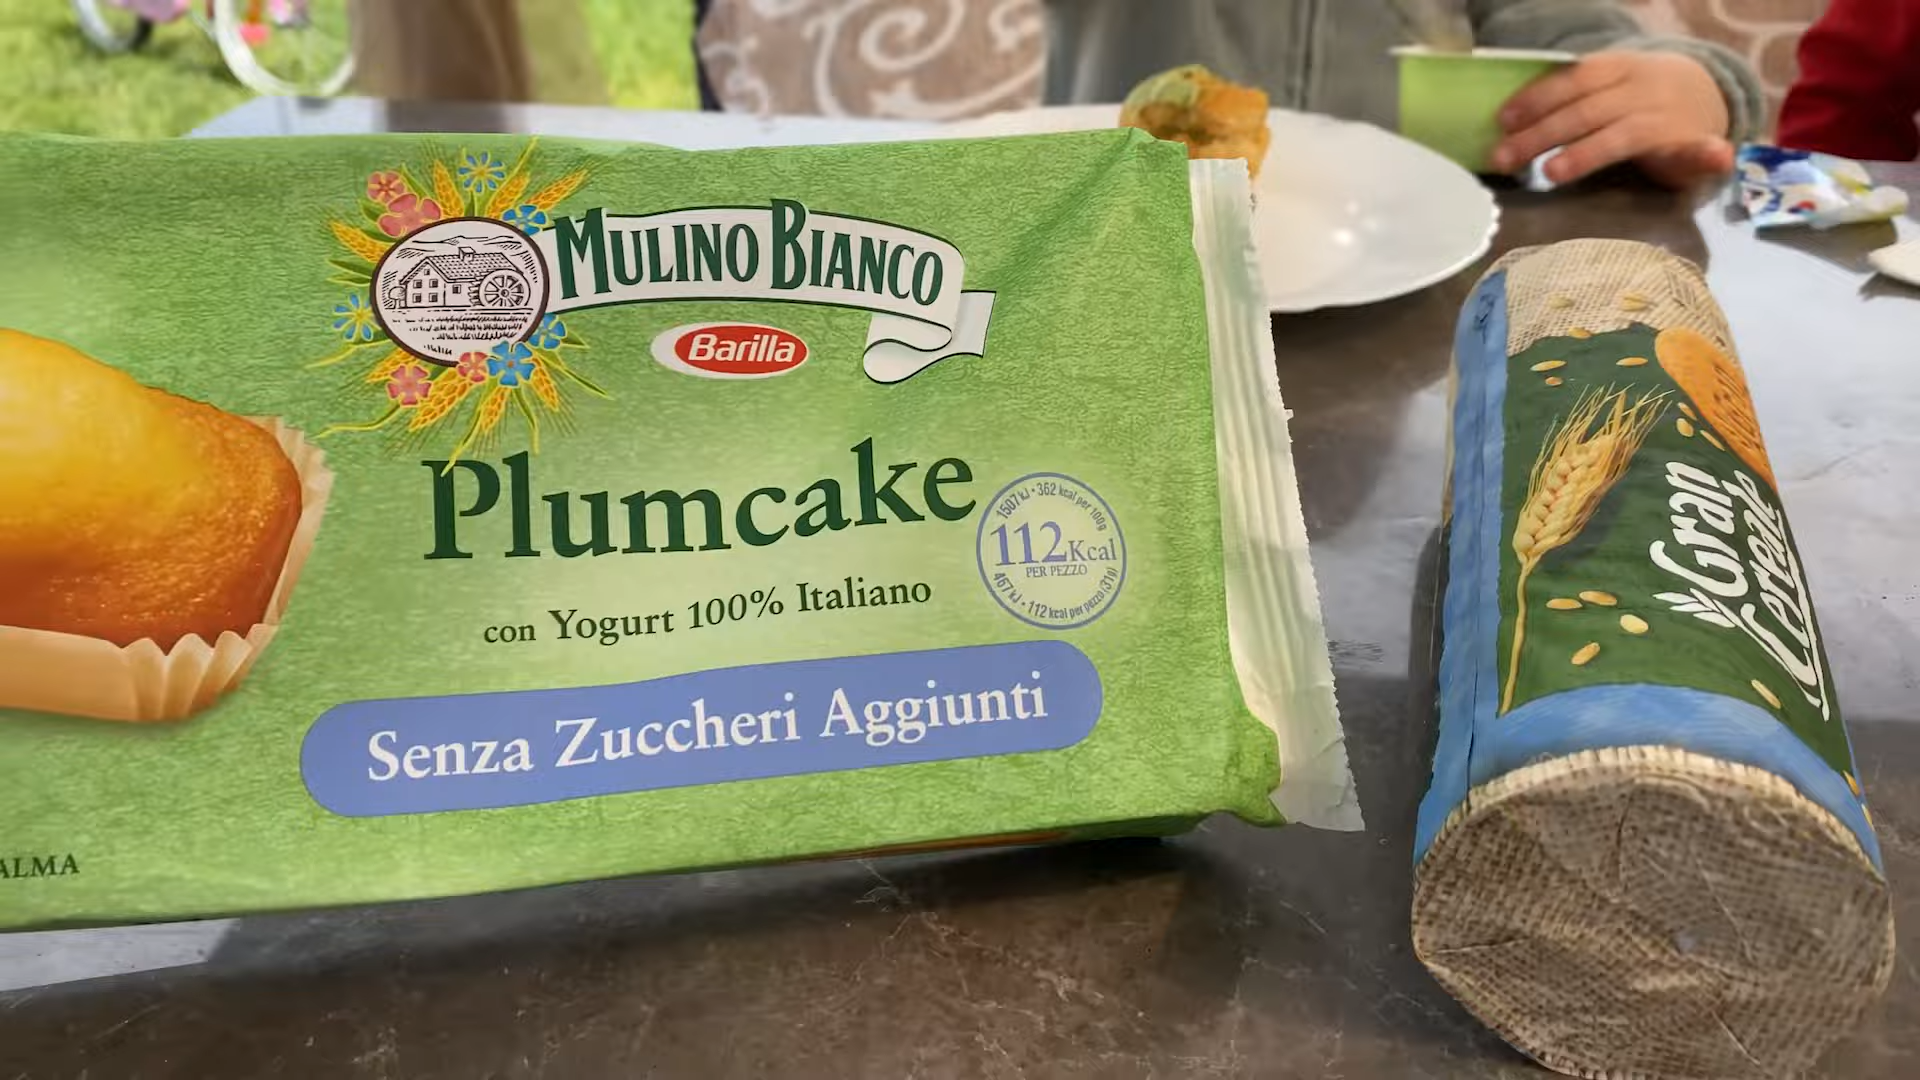 MULINO BIANCO
Barilla
Plumcake
con Yogurt 100% Italiano
1507 kJ • 362 kcal per 100g
112 Kcal
PER PEZZO
467 kJ • 112 kcal per pezzo (31g)
Senza Zuccheri Aggiunti
ALMA
Gran
Cereale